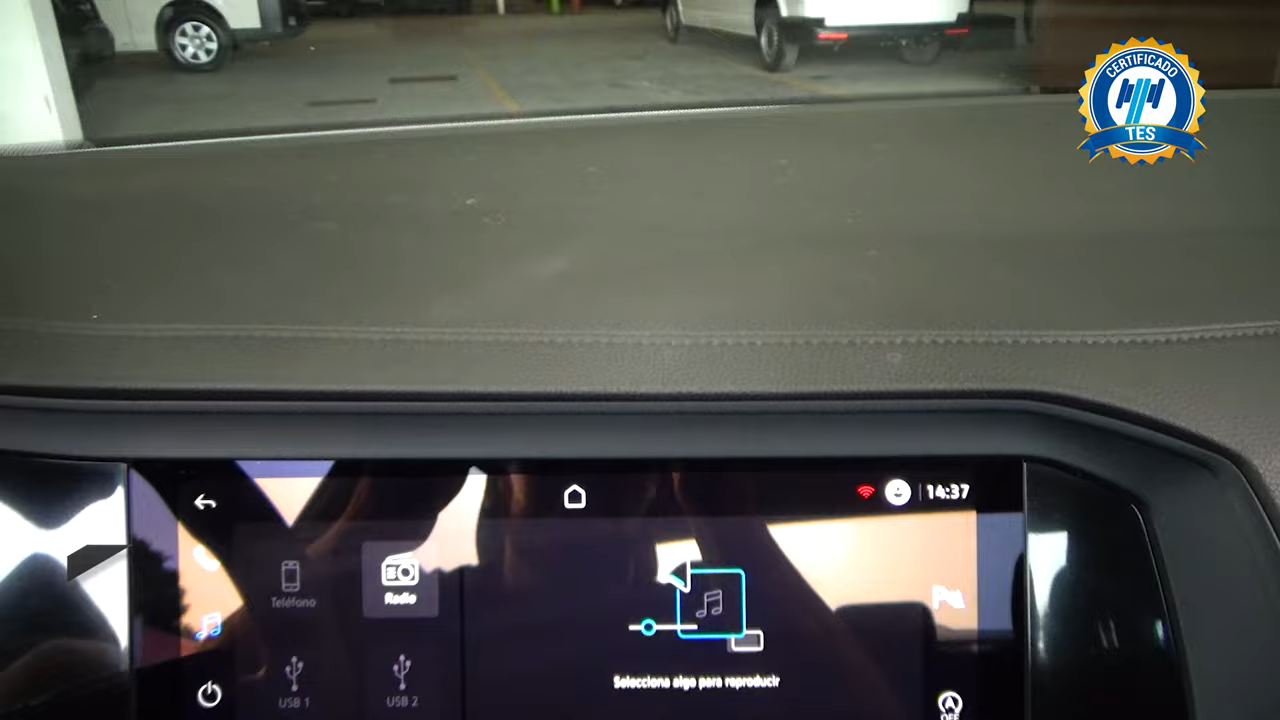 CERTIFICADO
TES
14:37
Teléfono
Radio
Selecciona algo para reproducir
USB 1
USB 2
A
OFF